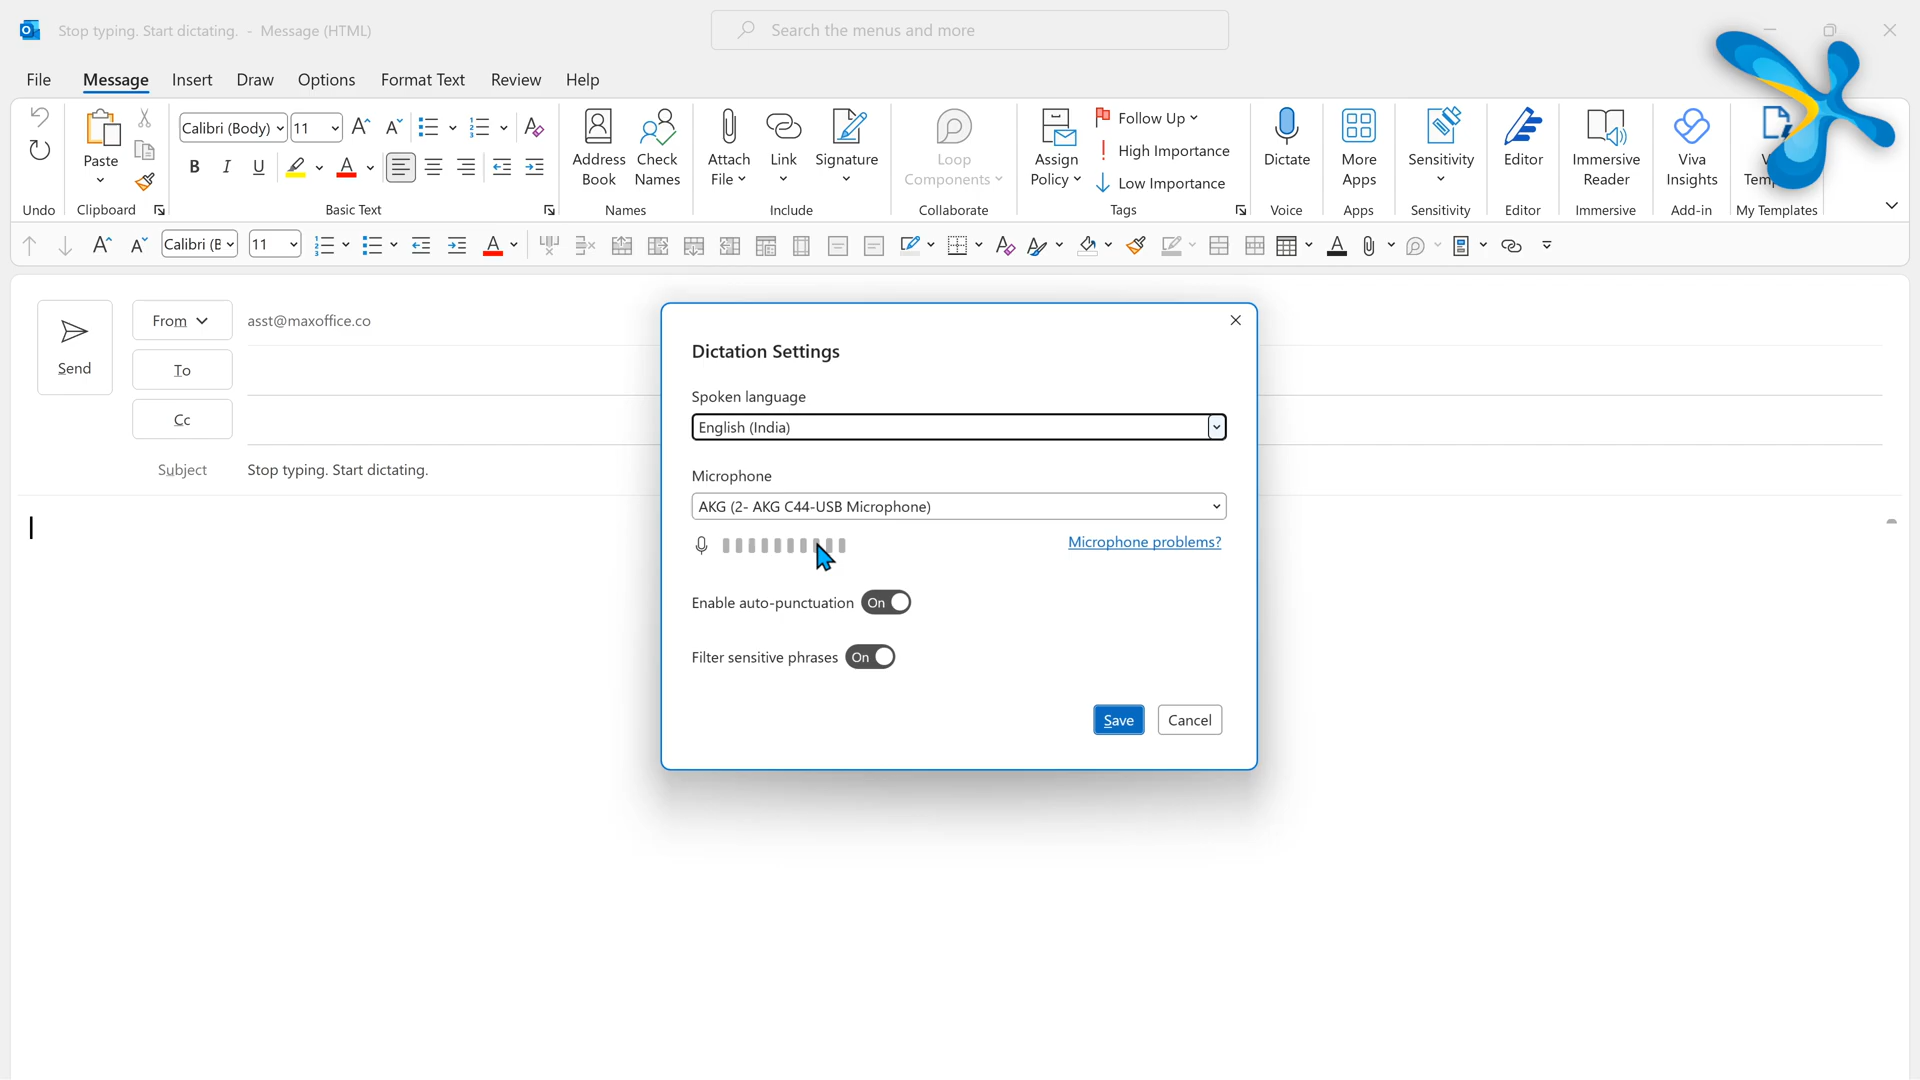 Stop typing. Start dictating. - Message (HTML)
Search the menus and more
File Message Insert Draw Options Format Text Review Help
Paste
Calibri (Body) 11
B I U
Address Book
Check Names
Attach File
Link
Signature
Loop Components
Assign Policy
Follow Up
High Importance
Low Importance
Dictate
More Apps
Sensitivity
Editor
Immersive Reader
Viva Insights
Undo Clipboard Basic Text Names Include Collaborate Tags Voice Apps Sensitivity Editor Immersive Add-in My Templates
Calibri (B 11
Send
From asst@maxoffice.co
To
Cc
Subject Stop typing. Start dictating.
Dictation Settings
Spoken language
English (India)
Microphone
AKG (2- AKG C44-USB Microphone)
Microphone problems?
Enable auto-punctuation On
Filter sensitive phrases On
Save Cancel